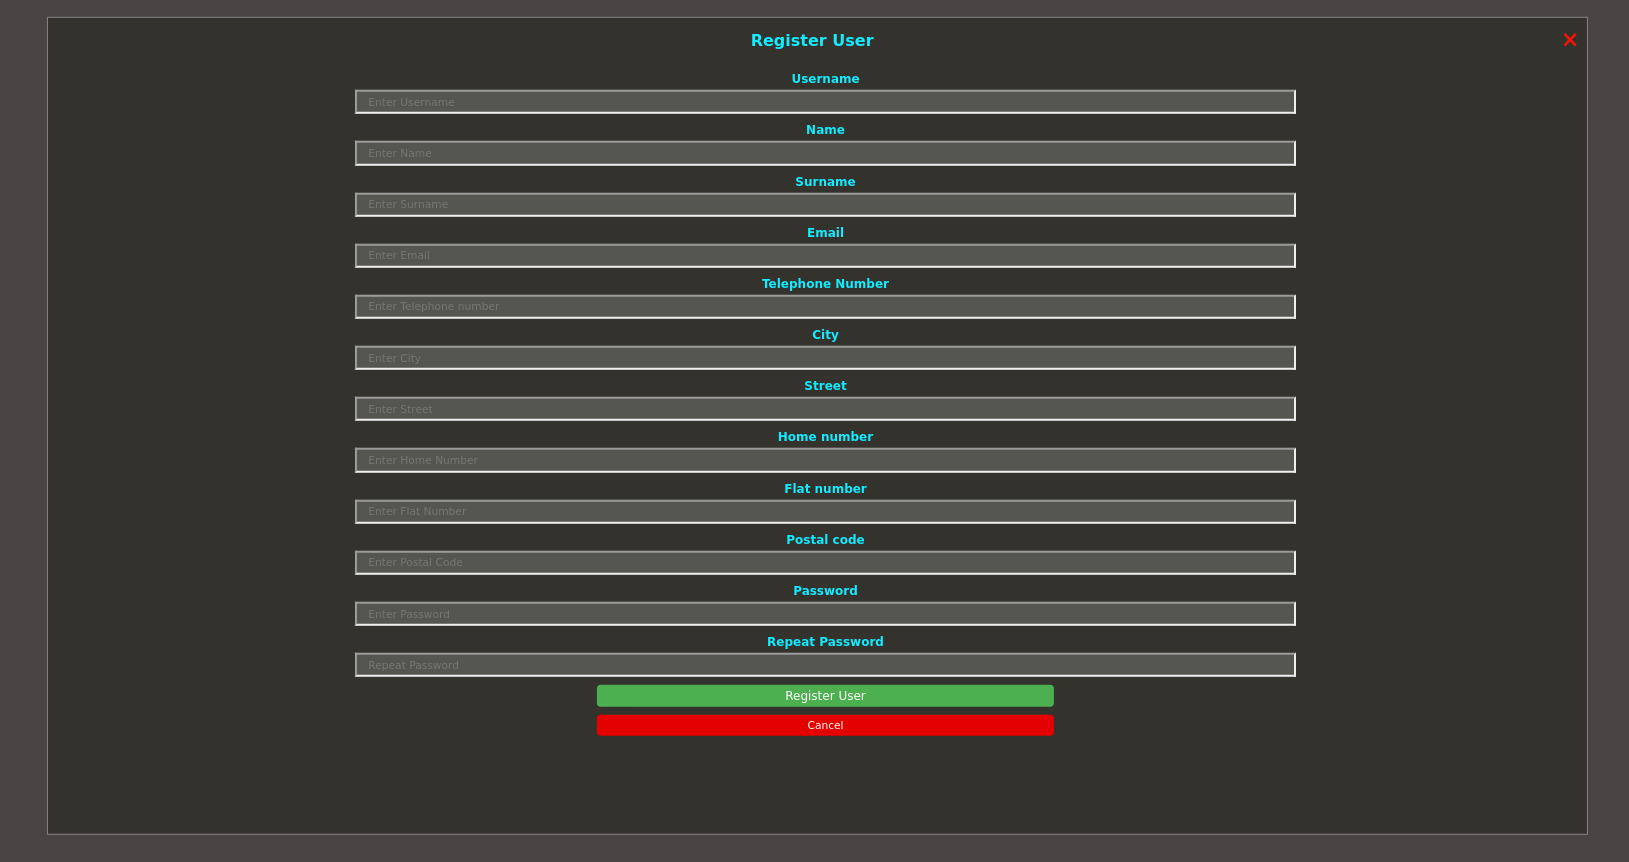 Register User
×
Username
Enter Username
Name
Enter Name
Surname
Enter Surname
Email
Enter Email
Telephone Number
Enter Telephone number
City
Enter City
Street
Enter Street
Home number
Enter Home Number
Flat number
Enter Flat Number
Postal code
Enter Postal Code
Password
Enter Password
Repeat Password
Repeat Password
Register User
Cancel